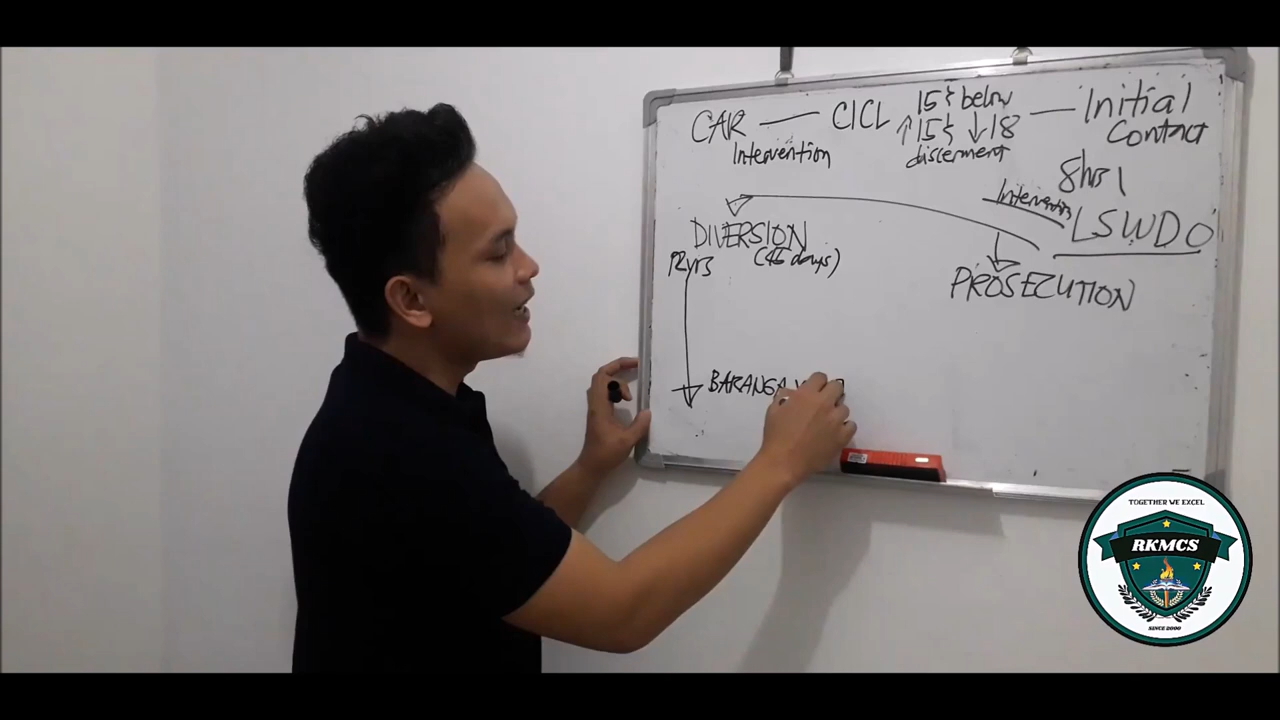 CAR — CICL 15 & below — Initial
↑15 & ↓18 Contact
Intervention discernment
8hrs
Intervention
LSWDO
DIVERSION
(45 days)
PROSECUTION
BARANGAY
TOGETHER WE EXCEL
RKMCS
SINCE 2000